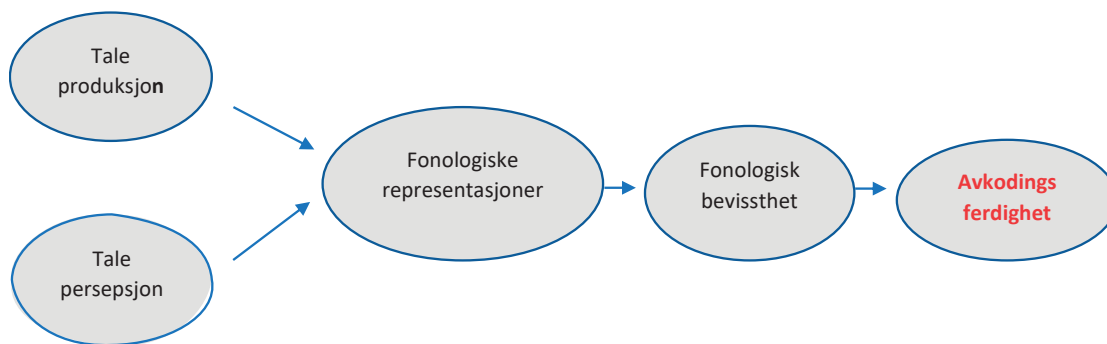 Tale
produksjon
Tale
persepsjon
Fonologiske
representasjoner
Fonologisk
bevissthet
Avkodings
ferdighet